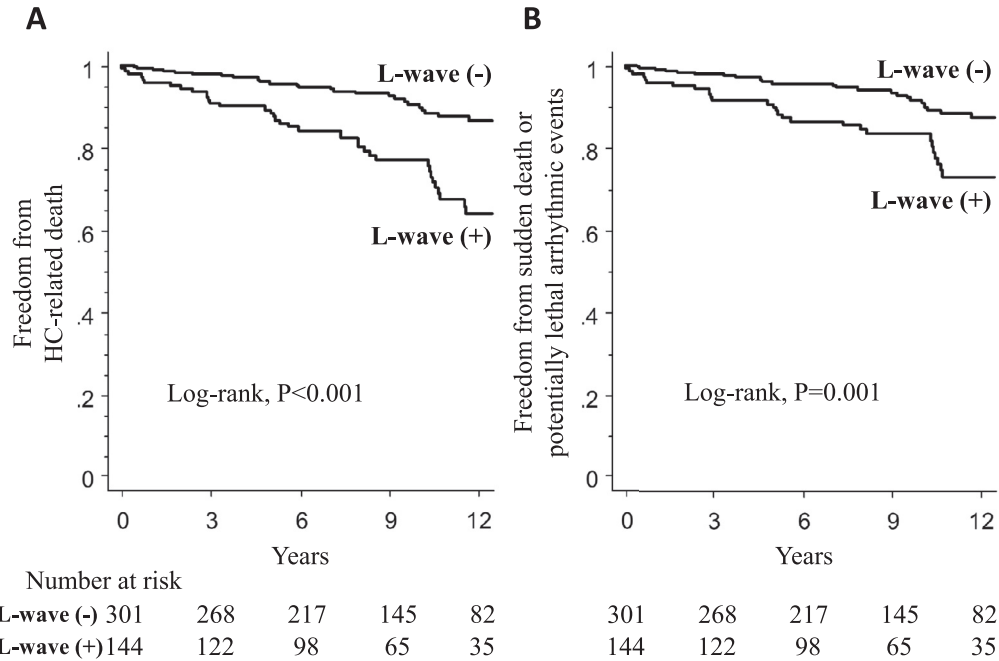 A
B
1
.8
.6
.4
.2
0
Freedom from
HC-related death
L-wave (-)
L-wave (+)
Log-rank, P<0.001
0 3 6 9 12
Years
1
.8
.6
.4
.2
0
Freedom from sudden death or
potentially lethal arrhythmic events
L-wave (-)
L-wave (+)
Log-rank, P=0.001
0 3 6 9 12
Years
Number at risk
L-wave (-) 301 268 217 145 82 301 268 217 145 82
L-wave (+) 144 122 98 65 35 144 122 98 65 35